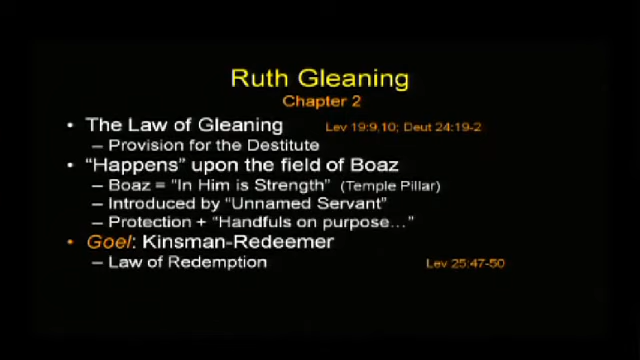 Ruth Gleaning
Chapter 2
• The Law of Gleaning Lev 19:9,10; Deut 24:19-2
– Provision for the Destitute
• “Happens” upon the field of Boaz
– Boaz = “In Him is Strength” (Temple Pillar)
– Introduced by “Unnamed Servant”
– Protection + “Handfuls on purpose…”
• Goel: Kinsman-Redeemer
– Law of Redemption Lev 25:47-50